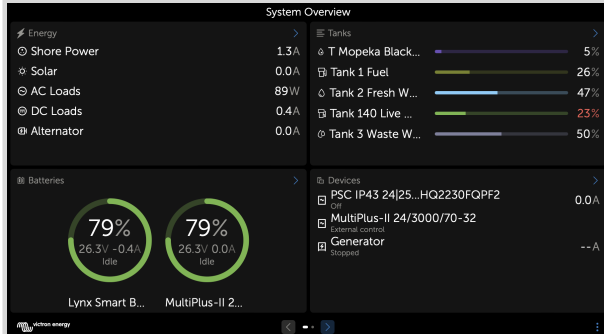 System Overview
Energy
Shore Power 1.3A
Solar 0.0A
AC Loads 89W
DC Loads 0.4A
Alternator 0.0A
Tanks
T Mopeka Black... 5%
Tank 1 Fuel 26%
Tank 2 Fresh W... 47%
Tank 140 Live ... 23%
Tank 3 Waste W... 50%
Batteries
79%
26.3V -0.4A
Idle
Lynx Smart B...
79%
26.3V 0.0A
Idle
MultiPlus-II 2...
Devices
PSC IP43 24|25...HQ2230FQPF2 0.0A
Off
MultiPlus-II 24/3000/70-32
External control
Generator --A
Stopped
victron energy